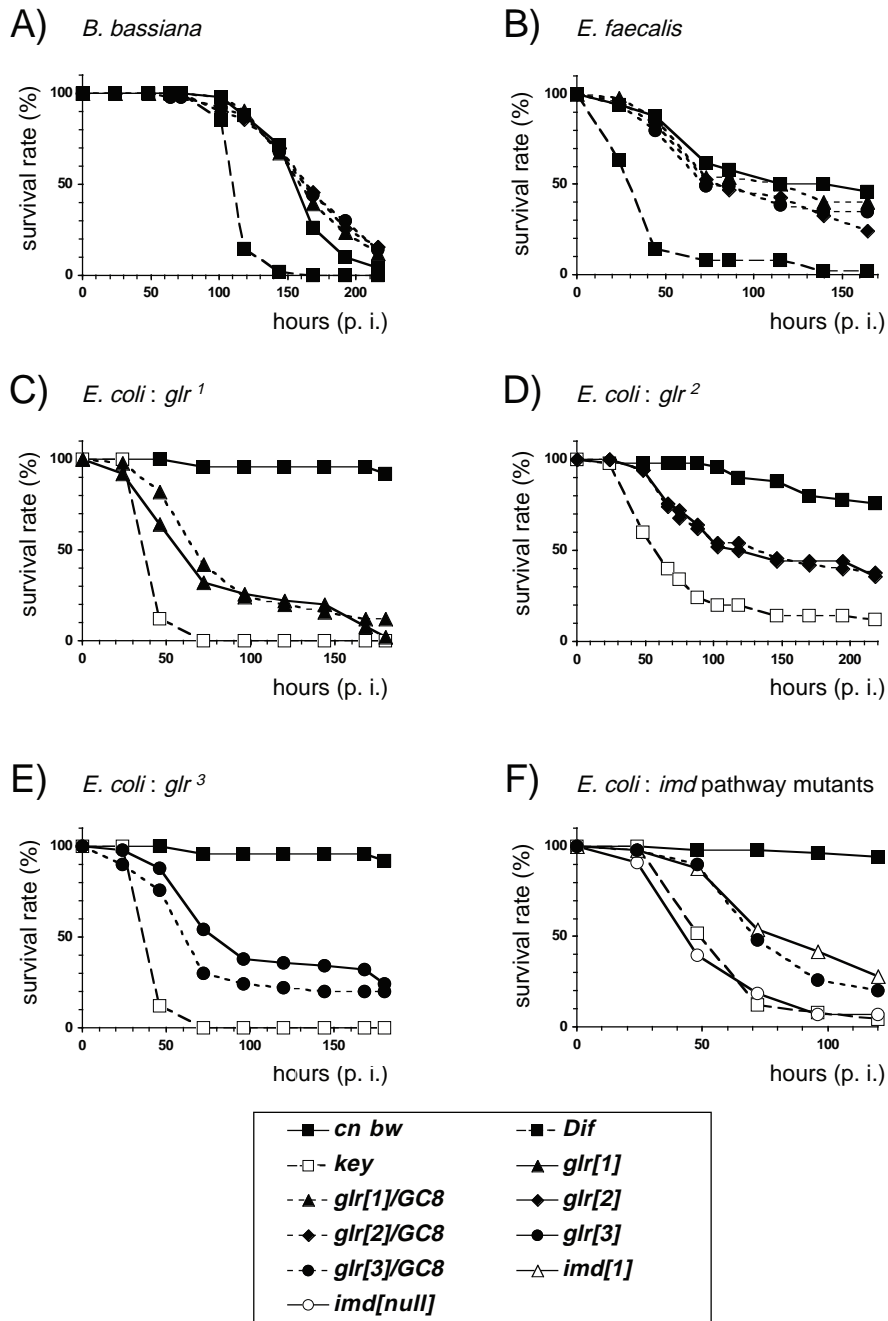 A) B. bassiana
survival rate (%)
100
50
0
0 50 100 150 200
hours (p. i.)
B) E. faecalis
survival rate (%)
100
50
0
0 50 100 150
hours (p. i.)
C) E. coli : glr 1
survival rate (%)
100
50
0
0 50 100 150
hours (p. i.)
D) E. coli : glr 2
survival rate (%)
100
50
0
0 50 100 150 200
hours (p. i.)
E) E. coli : glr 3
survival rate (%)
100
50
0
0 50 100 150
hours (p. i.)
F) E. coli : imd pathway mutants
survival rate (%)
100
50
0
0 50 100
hours (p. i.)
cn bw
Dif
key
glr[1]
glr[1]/GC8
glr[2]
glr[2]/GC8
glr[3]
glr[3]/GC8
imd[1]
imd[null]